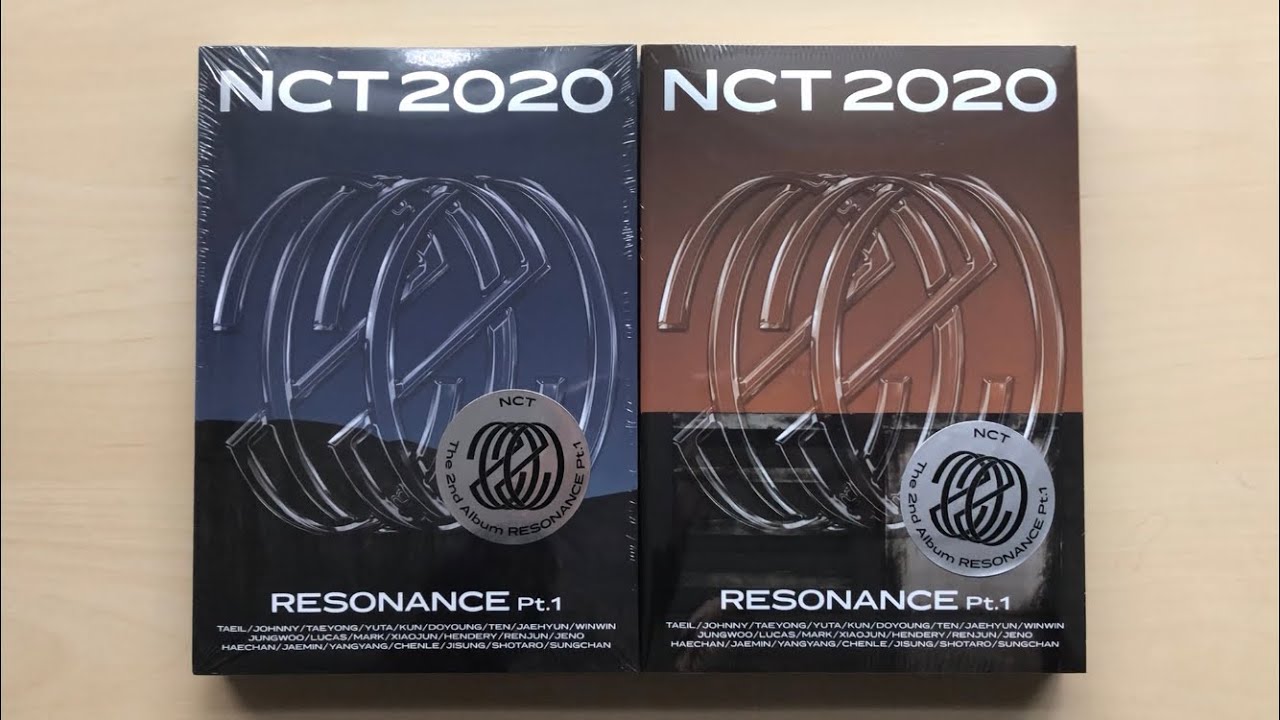 NCT 2020
NCT
The 2nd Album RESONANCE Pt.1
RESONANCE Pt.1
TAEIL/JOHNNY/TAEYONG/YUTA/KUN/DOYOUNG/TEN/JAEHYUN/WINWIN
JUNGWOO/LUCAS/MARK/XIAOJUN/HENDERY/RENJUN/JENO
HAECHAN/JAEMIN/YANGYANG/CHENLE/JISUNG/SHOTARO/SUNGCHAN
NCT 2020
NCT
The 2nd Album RESONANCE Pt.1
RESONANCE Pt.1
TAEIL/JOHNNY/TAEYONG/YUTA/KUN/DOYOUNG/TEN/JAEHYUN/WINWIN
JUNGWOO/LUCAS/MARK/XIAOJUN/HENDERY/RENJUN/JENO
HAECHAN/JAEMIN/YANGYANG/CHENLE/JISUNG/SHOTARO/SUNGCHAN